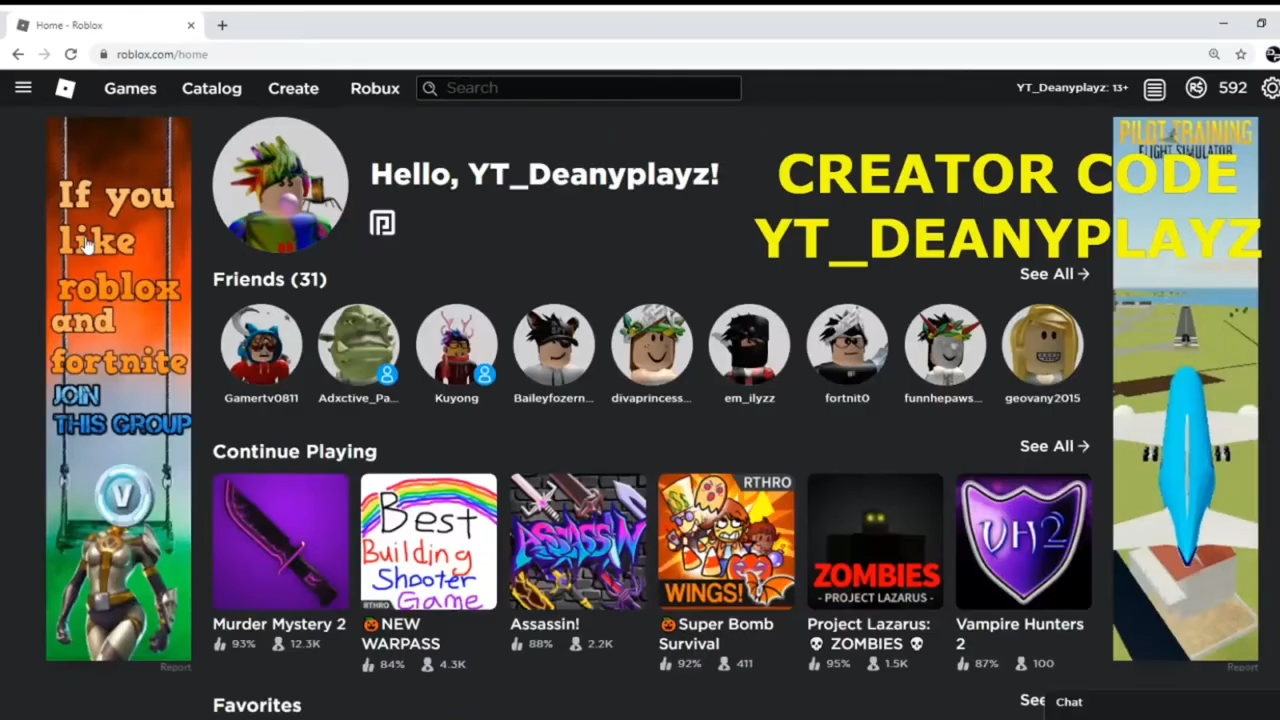 Home - Roblox
roblox.com/home
Games Catalog Create Robux Search YT_Deanyplayz: 13+ 592
If you
like
roblox
and
fortnite
JOIN
THIS GROUP
V
Report
Hello, YT_Deanyplayz!
CREATOR CODE
YT_DEANYPLAYZ
PILOT TRAINING
FLIGHT SIMULATOR
Report
Friends (31)
See All
Gamertv0811 Adxctive_Pa... Kuyong Baileyfozern... divaprincess... em_ilyzz fortnit0 funnhepaws... geovany2015
Continue Playing
See All
Best
Building
Shooter
Game
RTHRO
ASSASSIN
RTHRO
WINGS!
ZOMBIES
- PROJECT LAZARUS -
VH2
Murder Mystery 2
93% 12.3K
NEW
WARPASS
84% 4.3K
Assassin!
88% 2.2K
Super Bomb
Survival
92% 411
Project Lazarus:
ZOMBIES
95% 1.5K
Vampire Hunters
2
87% 100
Favorites
See
Chat